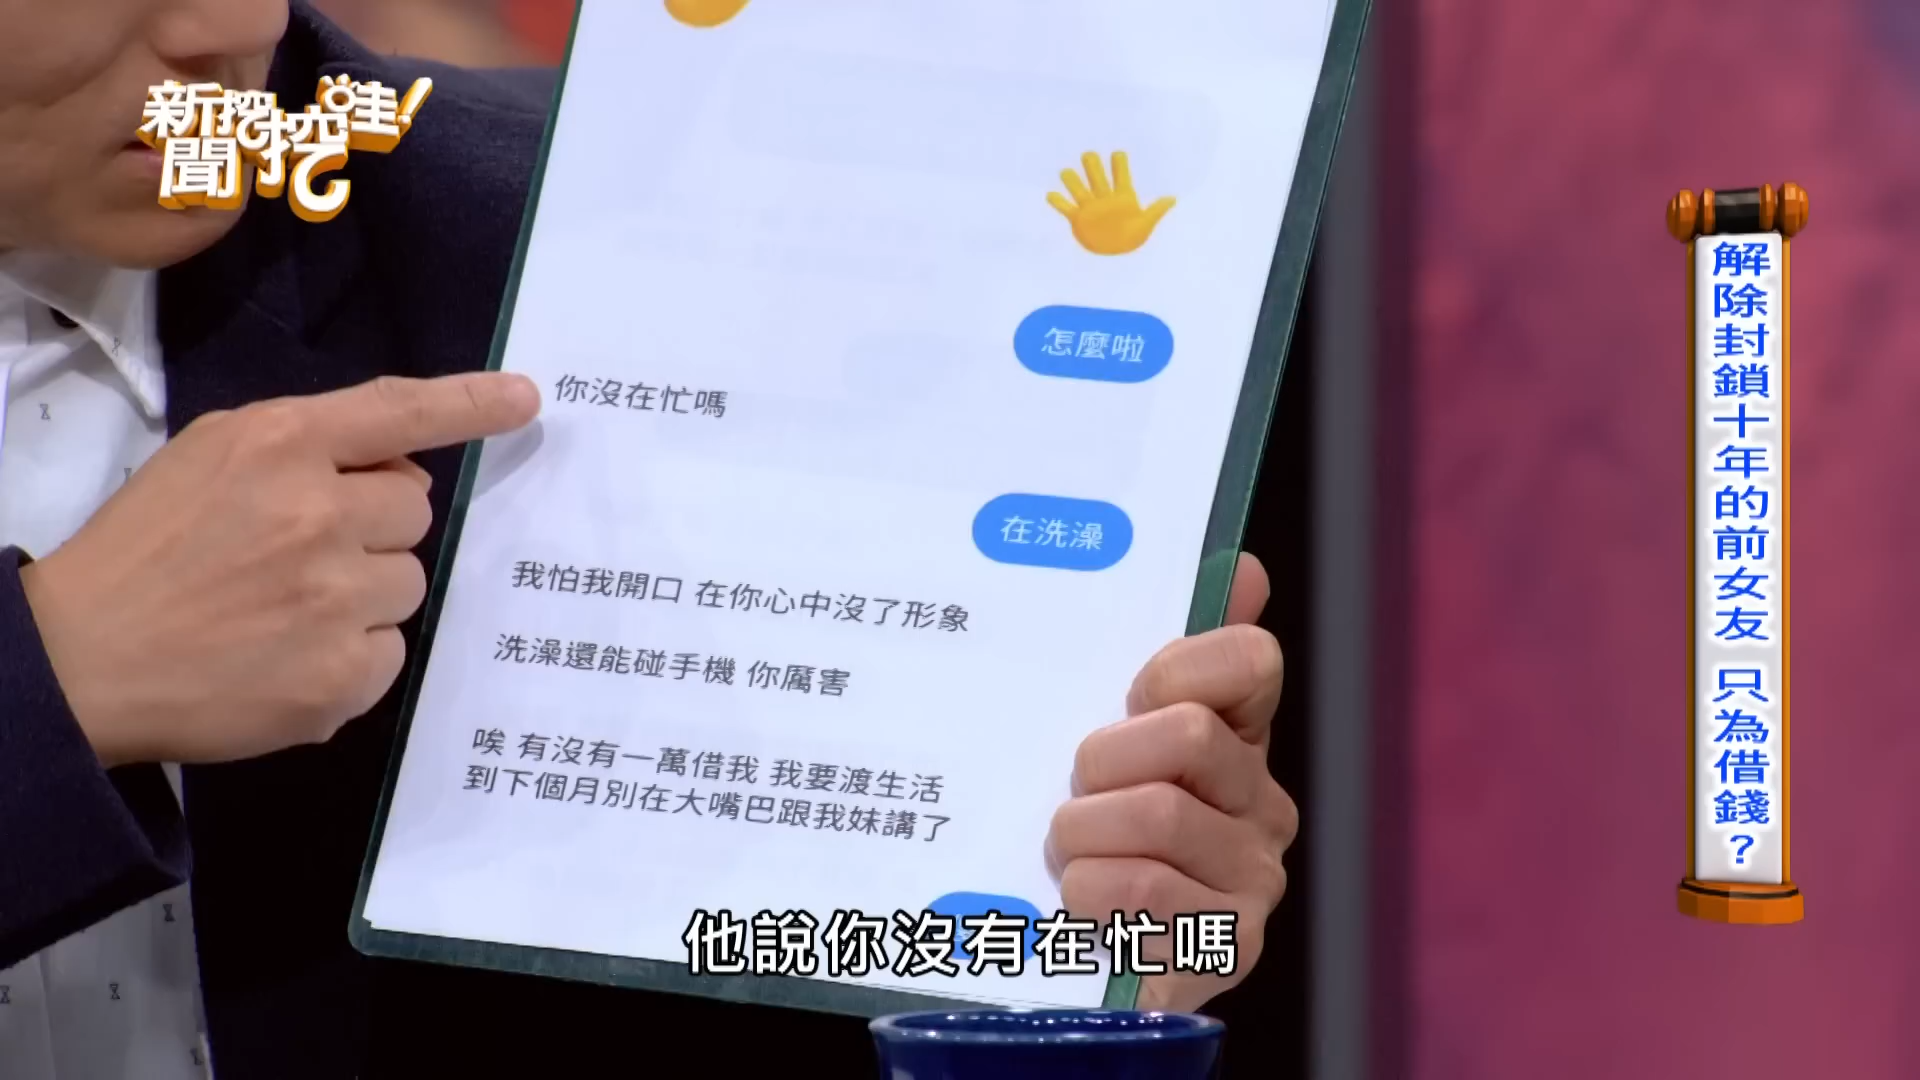 新聞挖挖哇!
怎麼啦
你沒在忙嗎
在洗澡
我怕我開口 在你心中沒了形象
洗澡還能碰手機 你厲害
唉 有沒有一萬借我 我要渡生活
到下個月別在大嘴巴跟我妹講了
他說你沒有在忙嗎
解除封鎖十年的前女友 只為借錢?